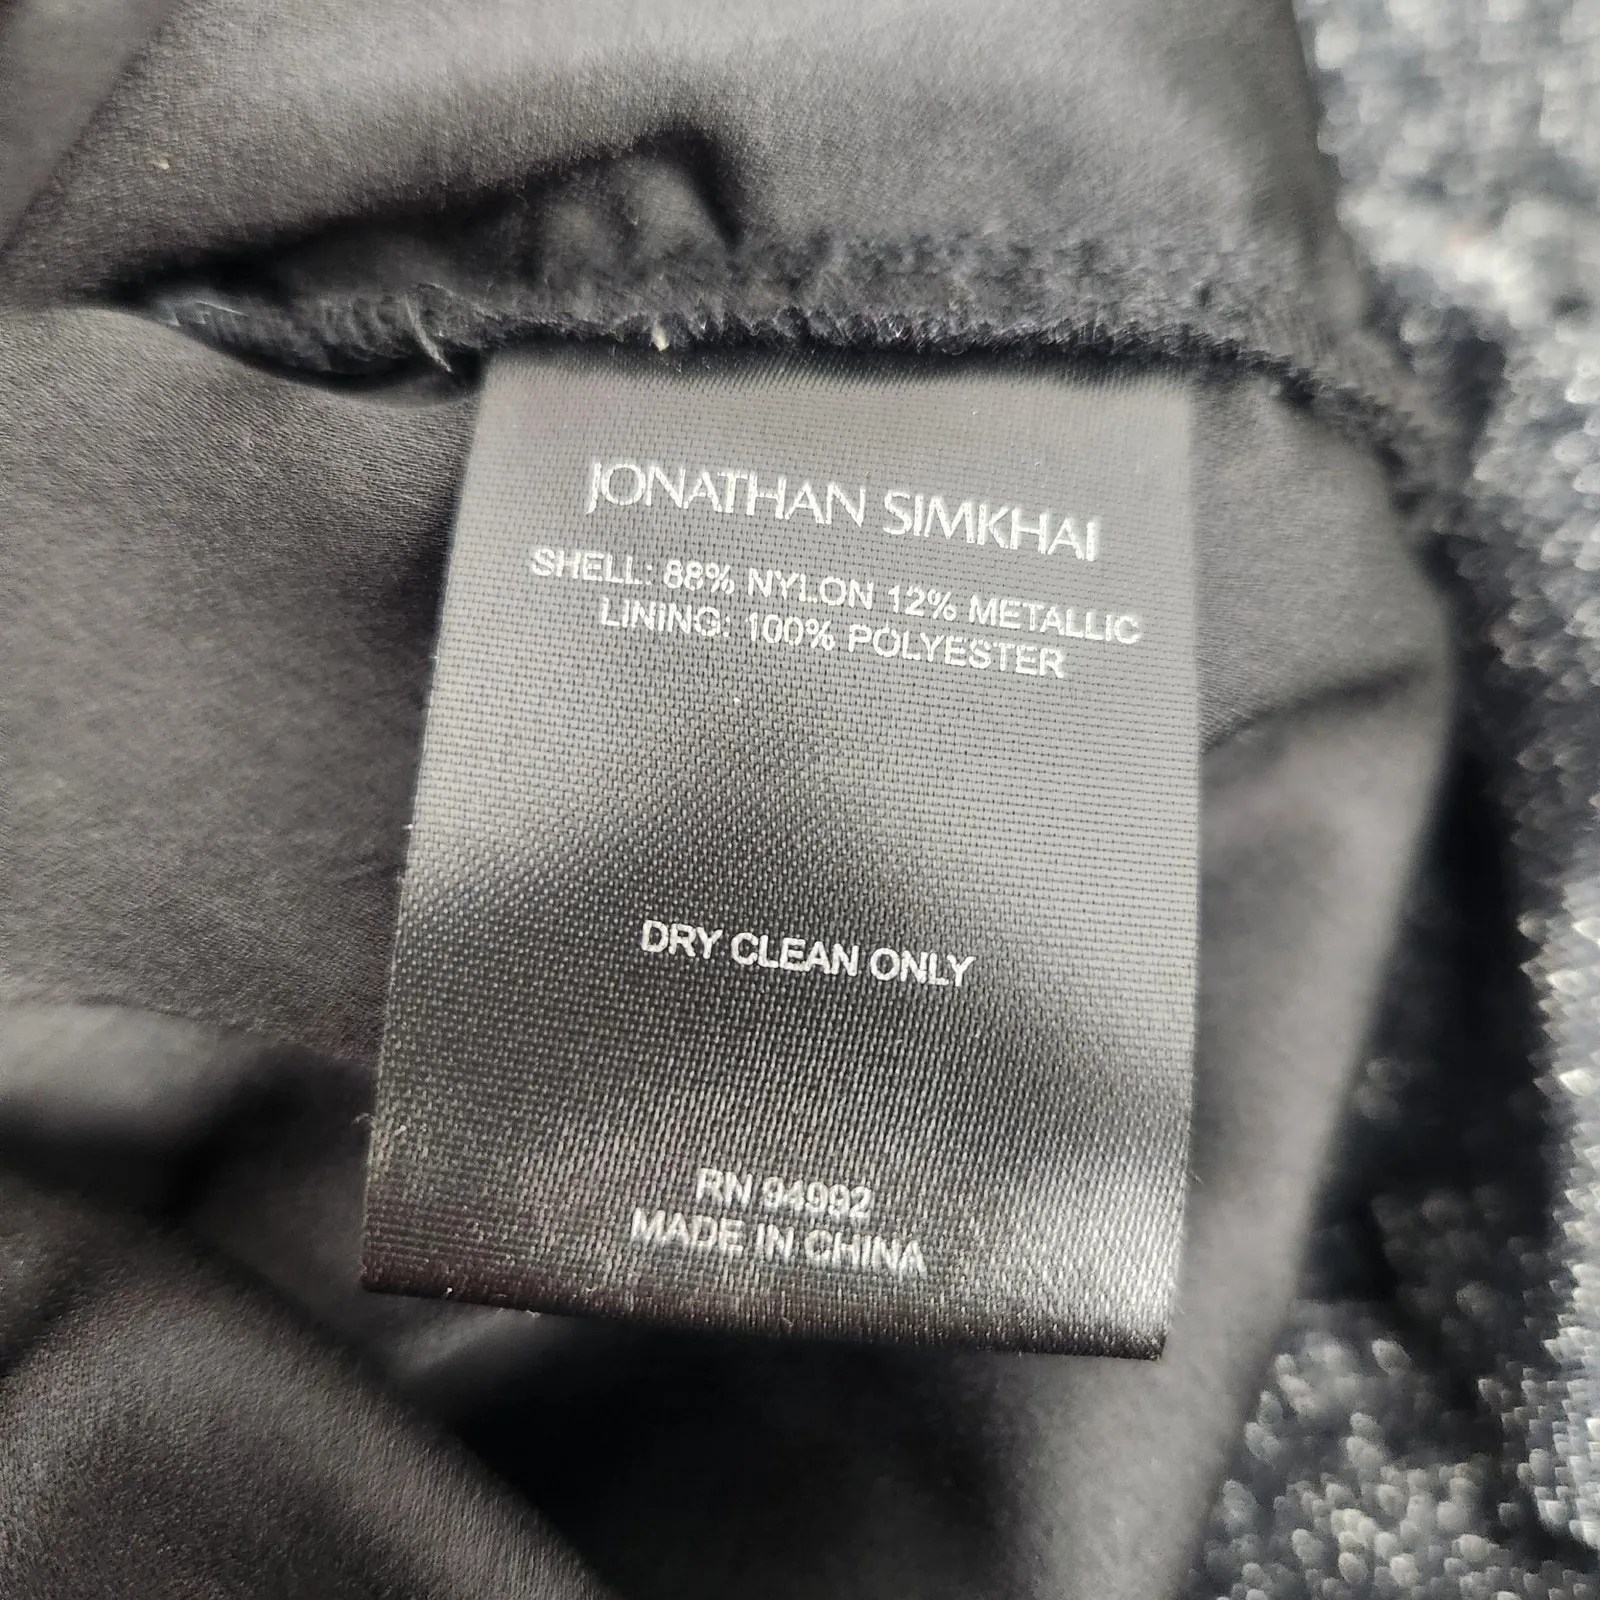 JONATHAN SIMKHAI
SHELL: 88% NYLON 12% METALLIC
LINING: 100% POLYESTER
DRY CLEAN ONLY
RN 94992
MADE IN CHINA